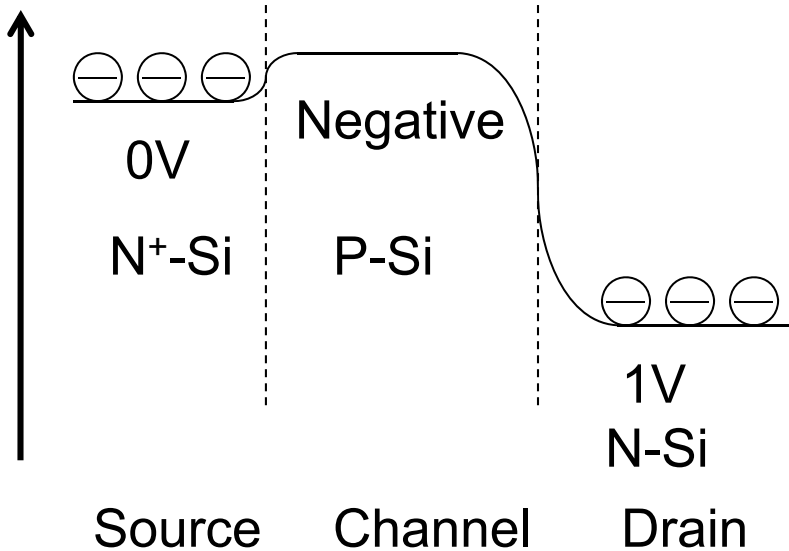 Negative
0V
N⁺-Si
P-Si
1V
N-Si
Source Channel Drain